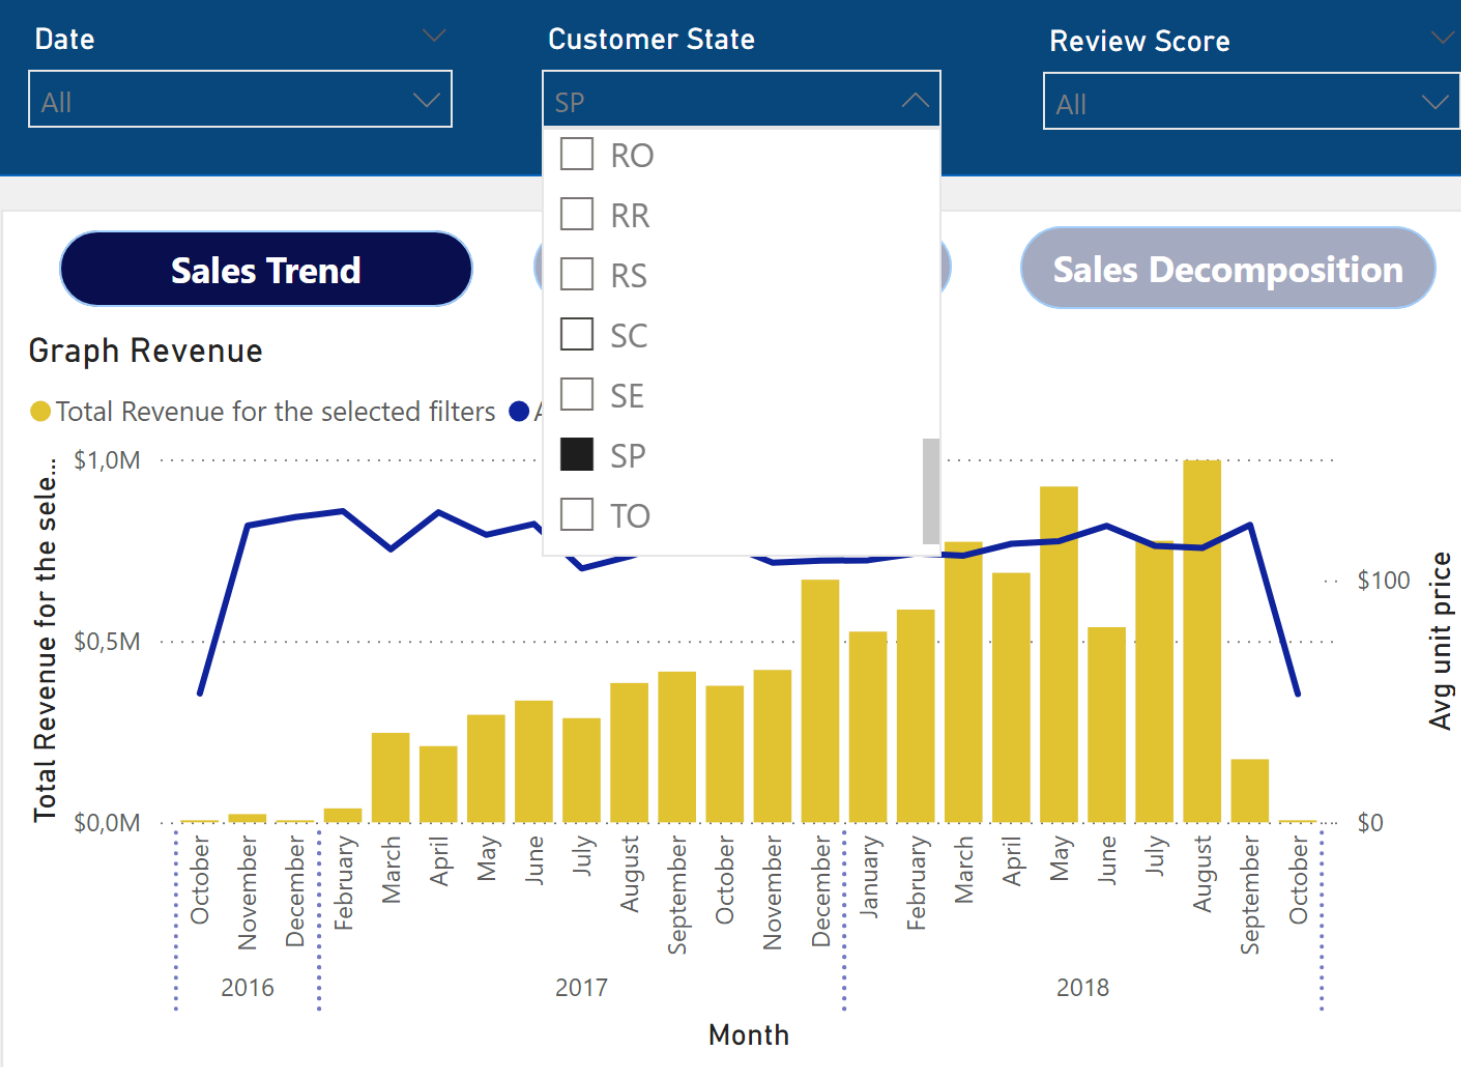 Date
Customer State
Review Score
All
SP
All
RO
RR
RS
SC
SE
SP
TO
Sales Trend
Sales Decomposition
Graph Revenue
Total Revenue for the selected filters
Total Revenue for the sele...
$1,0M
$0,5M
$0,0M
$100
$0
Avg unit price
October
November
December
February
March
April
May
June
July
August
September
October
November
December
January
February
March
April
May
June
July
August
September
October
2016
2017
2018
Month